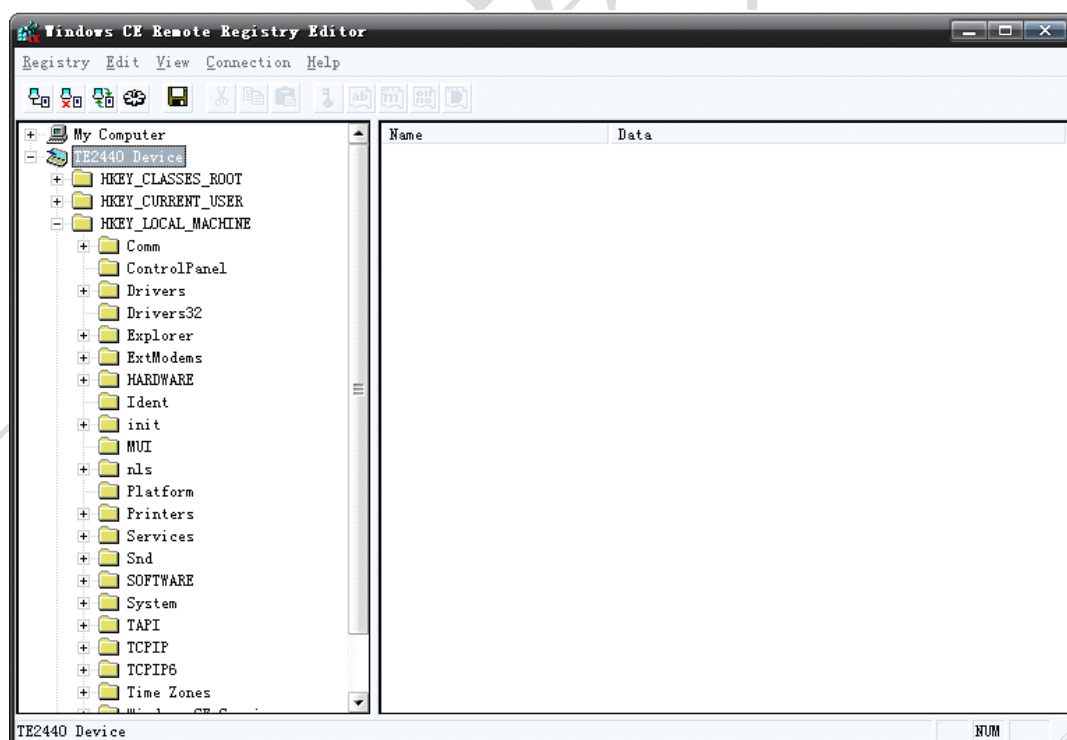 Windows CE Remote Registry Editor
Registry Edit View Connection Help
My Computer
Name Data
TE2440 Device
HKEY_CLASSES_ROOT
HKEY_CURRENT_USER
HKEY_LOCAL_MACHINE
Comm
ControlPanel
Drivers
Drivers32
Explorer
ExtModems
HARDWARE
Ident
init
MUI
nls
Platform
Printers
Services
Snd
SOFTWARE
System
TAPI
TCPIP
TCPIP6
Time Zones
TE2440 Device NUM